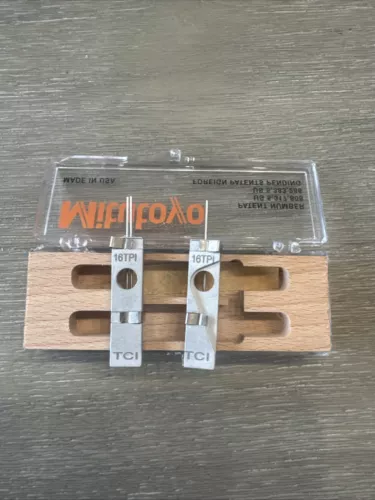 MADE IN USA
FOREIGN PATENTS PENDING
Mitutoyo
PATENT NUMBER
16TPI
16TPI
TCI
TCI